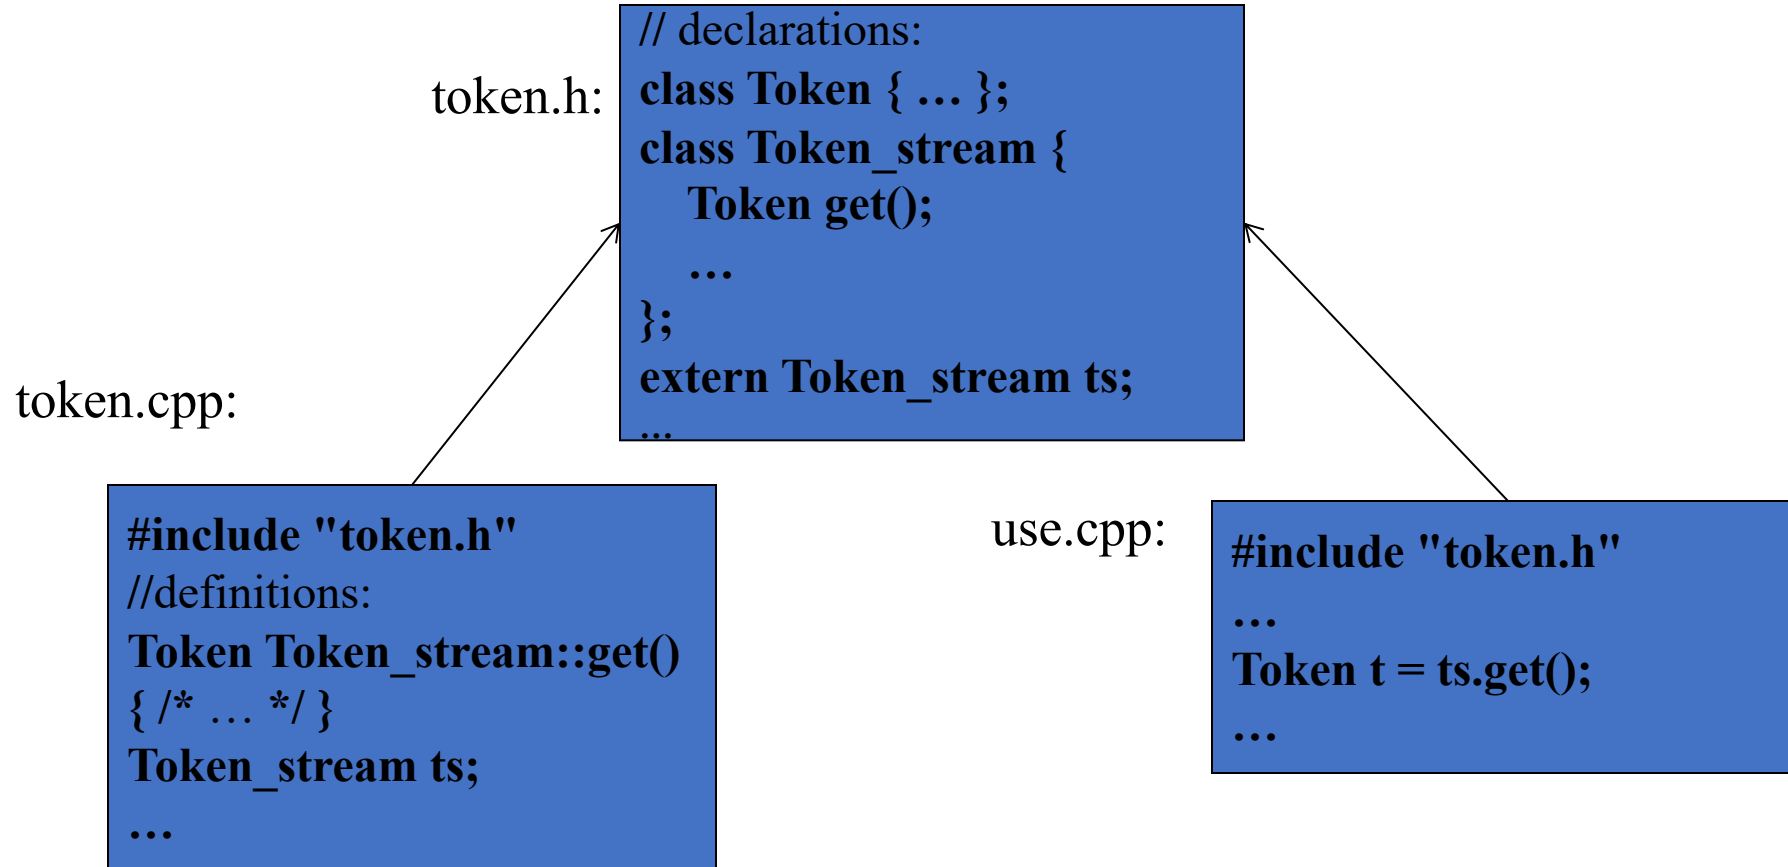 token.h:
// declarations:
class Token { … };
class Token_stream {
Token get();
…
};
extern Token_stream ts;
...
token.cpp:
#include "token.h"
//definitions:
Token Token_stream::get()
{ /* … */ }
Token_stream ts;
…
use.cpp:
#include "token.h"
…
Token t = ts.get();
…